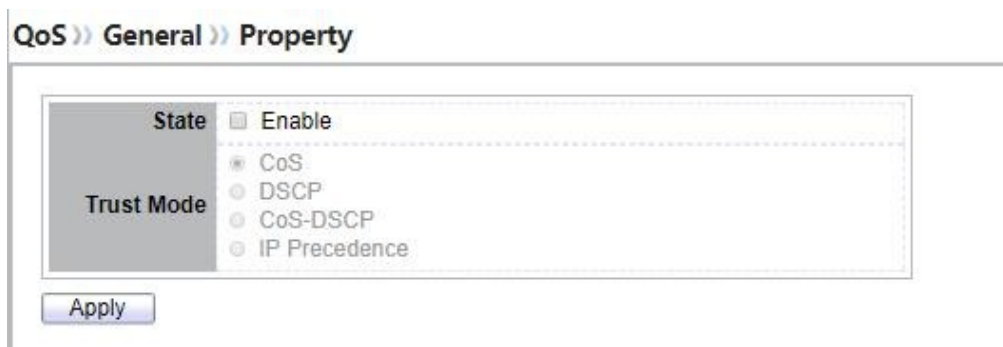 QoS » General » Property
State Enable
Trust Mode
CoS
DSCP
CoS-DSCP
IP Precedence
Apply